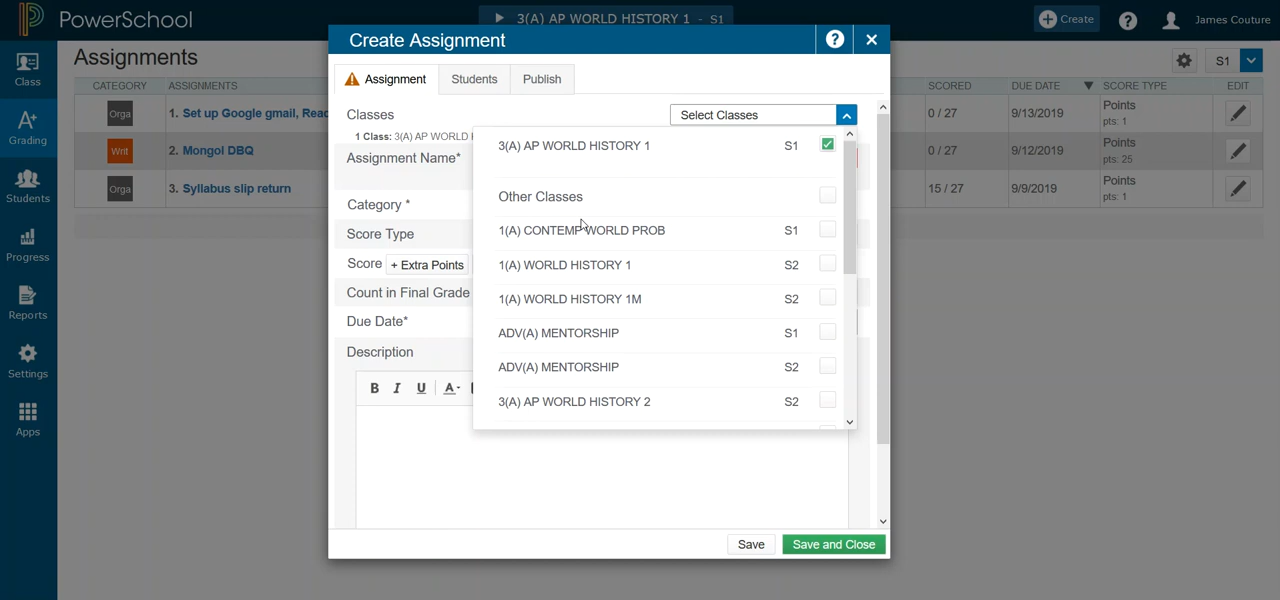 PowerSchool
3(A) AP WORLD HISTORY 1 - S1
Create
?
James Couture
Class
Grading
Students
Progress
Reports
Settings
Apps
Assignments
S1
CATEGORY
ASSIGNMENTS
SCORED
DUE DATE
SCORE TYPE
EDIT
Orga
1. Set up Google gmail, Reac
0 / 27
9/13/2019
Points
pts: 1
Writ
2. Mongol DBQ
0 / 27
9/12/2019
Points
pts: 25
Orga
3. Syllabus slip return
15 / 27
9/9/2019
Points
pts: 1
Create Assignment
?
Assignment
Students
Publish
Classes
Select Classes
1 Class: 3(A) AP WORLD H
Assignment Name*
Category *
Score Type
Score
+ Extra Points
Count in Final Grade
Due Date*
Description
B I U A
3(A) AP WORLD HISTORY 1 S1
Other Classes
1(A) CONTEMP WORLD PROB S1
1(A) WORLD HISTORY 1 S2
1(A) WORLD HISTORY 1M S2
ADV(A) MENTORSHIP S1
ADV(A) MENTORSHIP S2
3(A) AP WORLD HISTORY 2 S2
Save
Save and Close